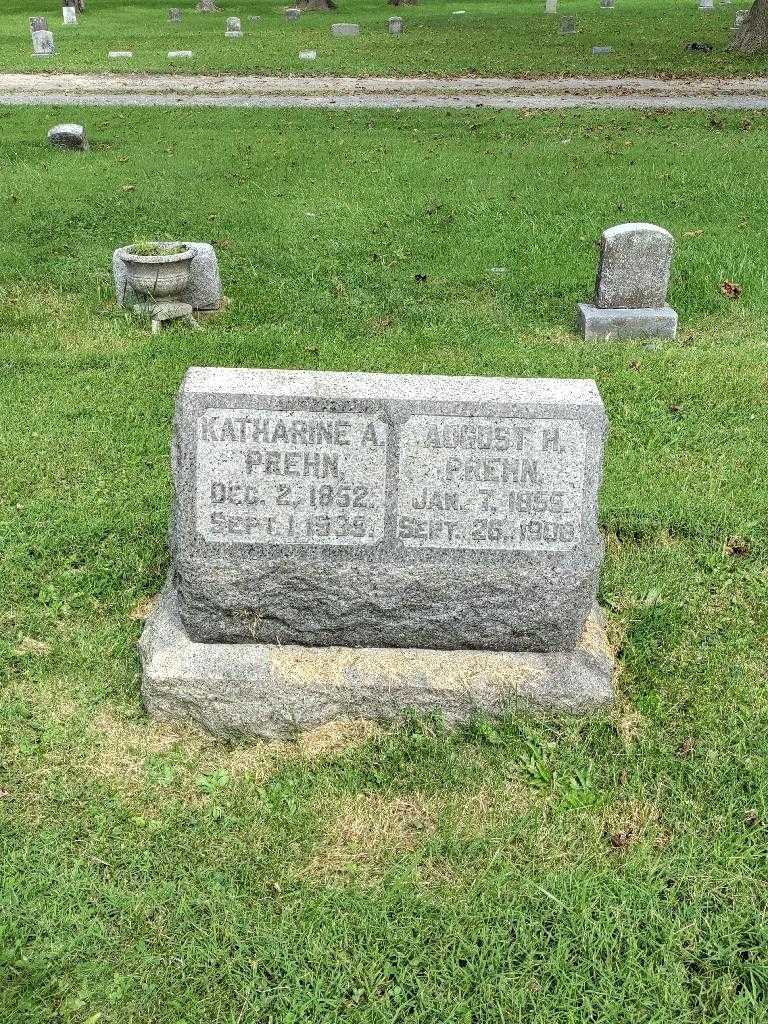 KATHARINE A.
PREHN.
DEC. 2, 1852.
SEPT. 1, 1935.
AUGUST H.
PREHN.
JAN. 7, 1855.
SEPT. 26, 1908